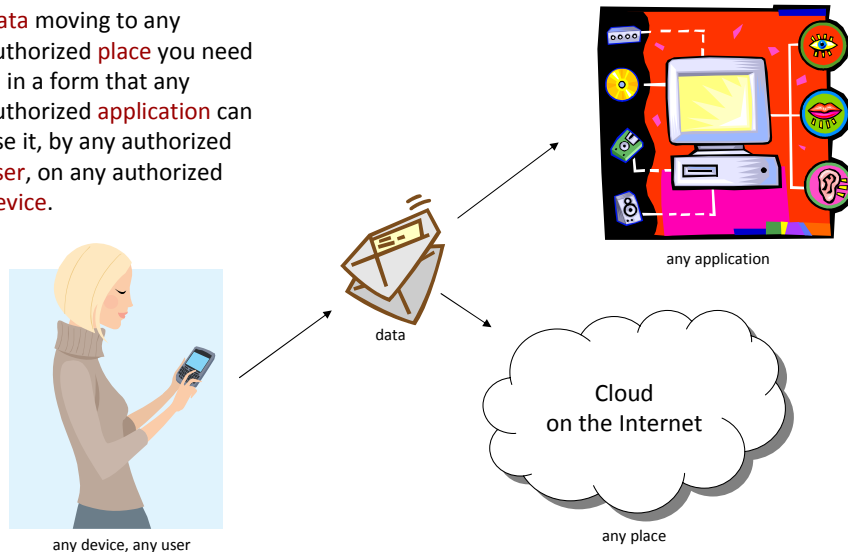 ata moving to any
uthorized place you need
in a form that any
uthorized application can
se it, by any authorized
ser, on any authorized
evice.
any application
data
Cloud
on the Internet
any place
any device, any user